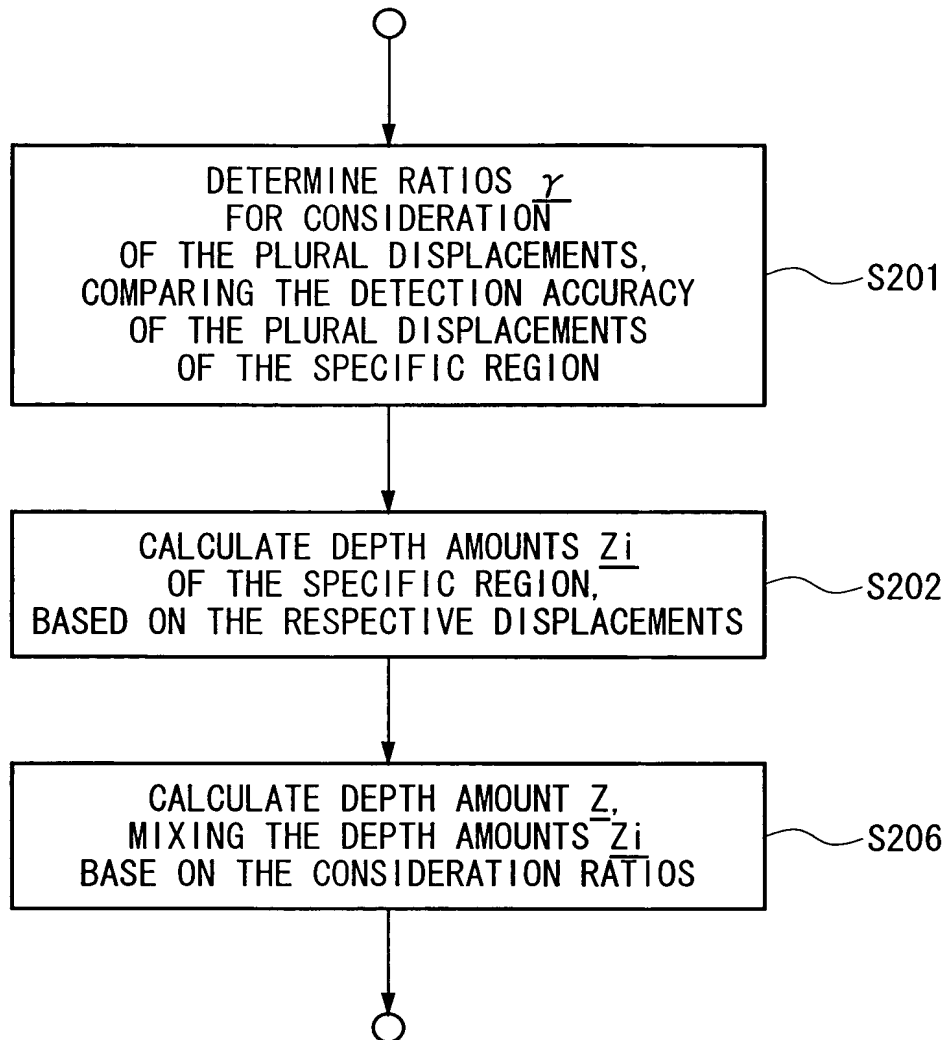 DETERMINE RATIOS γ
FOR CONSIDERATION
OF THE PLURAL DISPLACEMENTS,
COMPARING THE DETECTION ACCURACY
OF THE PLURAL DISPLACEMENTS
OF THE SPECIFIC REGION
S201
CALCULATE DEPTH AMOUNTS Zi
OF THE SPECIFIC REGION,
BASED ON THE RESPECTIVE DISPLACEMENTS
S202
CALCULATE DEPTH AMOUNT Z,
MIXING THE DEPTH AMOUNTS Zi
BASE ON THE CONSIDERATION RATIOS
S206